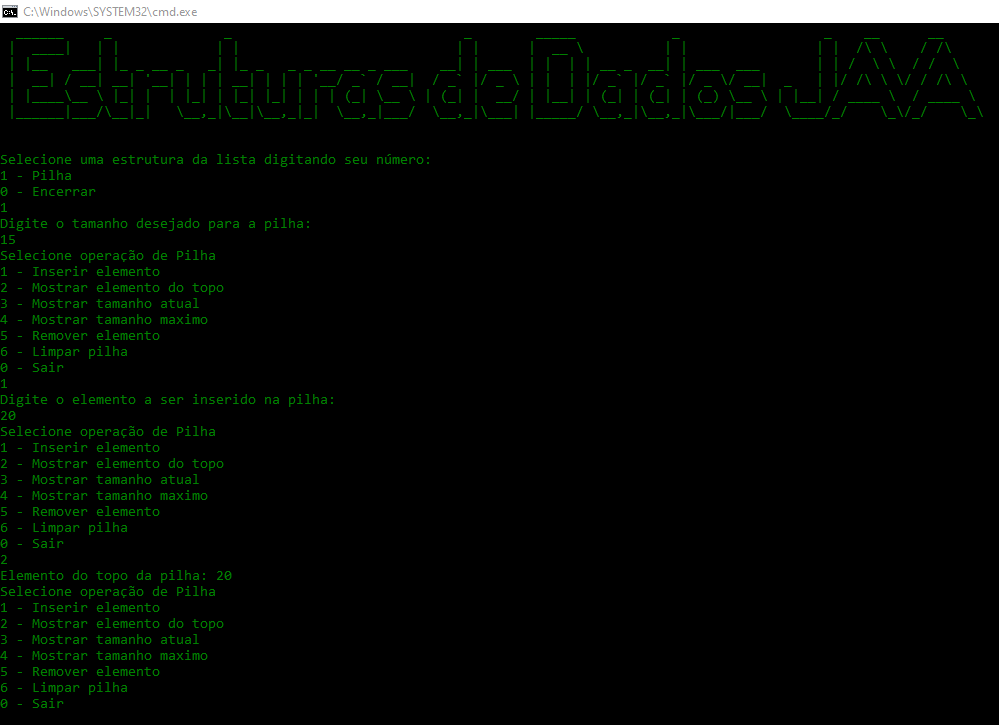 C:\Windows\SYSTEM32\cmd.exe
Estruturas de Dados JAVA
Selecione uma estrutura da lista digitando seu número:
1 - Pilha
0 - Encerrar
1
Digite o tamanho desejado para a pilha:
15
Selecione operação de Pilha
1 - Inserir elemento
2 - Mostrar elemento do topo
3 - Mostrar tamanho atual
4 - Mostrar tamanho maximo
5 - Remover elemento
6 - Limpar pilha
0 - Sair
1
Digite o elemento a ser inserido na pilha:
20
Selecione operação de Pilha
1 - Inserir elemento
2 - Mostrar elemento do topo
3 - Mostrar tamanho atual
4 - Mostrar tamanho maximo
5 - Remover elemento
6 - Limpar pilha
0 - Sair
2
Elemento do topo da pilha: 20
Selecione operação de Pilha
1 - Inserir elemento
2 - Mostrar elemento do topo
3 - Mostrar tamanho atual
4 - Mostrar tamanho maximo
5 - Remover elemento
6 - Limpar pilha
0 - Sair